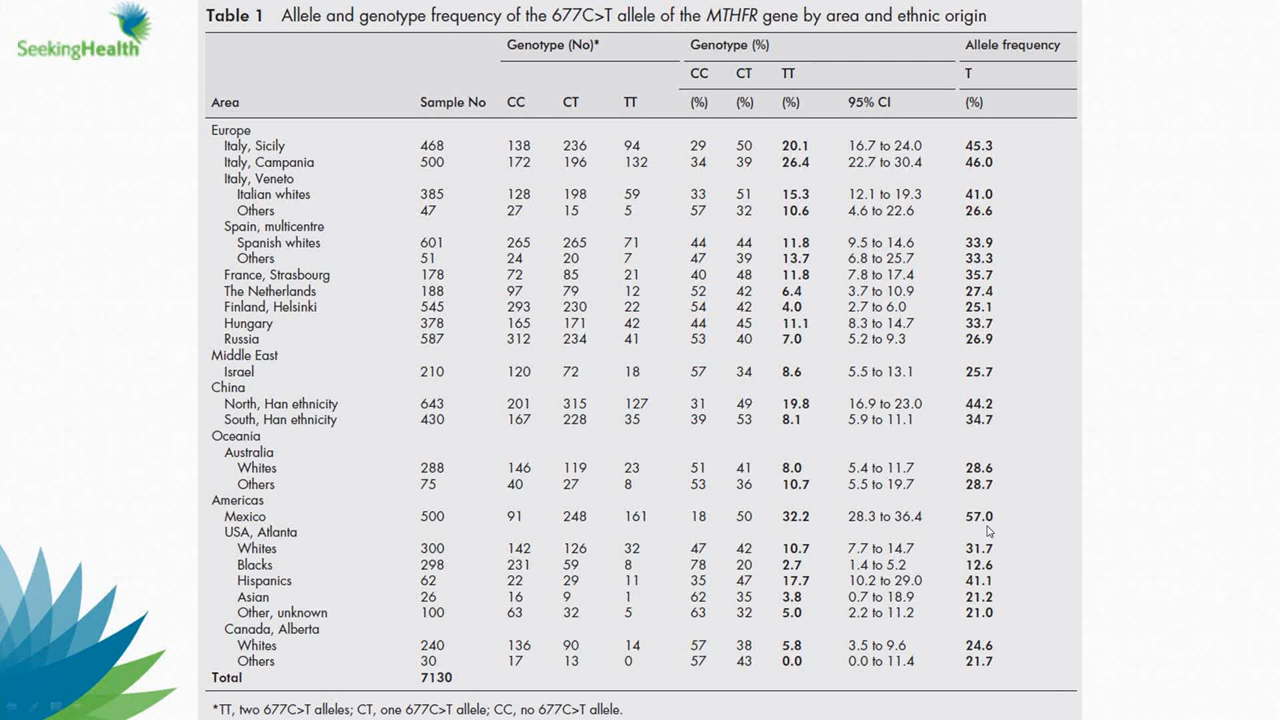 SeekingHealth
Table 1 Allele and genotype frequency of the 677C>T allele of the MTHFR gene by area and ethnic origin
Genotype (No)* Genotype (%) Allele frequency
CC CT TT T
Area Sample No CC CT TT (%) (%) (%) 95% CI (%)
Europe
Italy, Sicily 468 138 236 94 29 50 20.1 16.7 to 24.0 45.3
Italy, Campania 500 172 196 132 34 39 26.4 22.7 to 30.4 46.0
Italy, Veneto
Italian whites 385 128 198 59 33 51 15.3 12.1 to 19.3 41.0
Others 47 27 15 5 57 32 10.6 4.6 to 22.6 26.6
Spain, multicentre
Spanish whites 601 265 265 71 44 44 11.8 9.5 to 14.6 33.9
Others 51 24 20 7 47 39 13.7 6.8 to 25.7 33.3
France, Strasbourg 178 72 85 21 40 48 11.8 7.8 to 17.4 35.7
The Netherlands 188 97 79 12 52 42 6.4 3.7 to 10.9 27.4
Finland, Helsinki 545 293 230 22 54 42 4.0 2.7 to 6.0 25.1
Hungary 378 165 171 42 44 45 11.1 8.3 to 14.7 33.7
Russia 587 312 234 41 53 40 7.0 5.2 to 9.3 26.9
Middle East
Israel 210 120 72 18 57 34 8.6 5.5 to 13.1 25.7
China
North, Han ethnicity 643 201 315 127 31 49 19.8 16.9 to 23.0 44.2
South, Han ethnicity 430 167 228 35 39 53 8.1 5.9 to 11.1 34.7
Oceania
Australia
Whites 288 146 119 23 51 41 8.0 5.4 to 11.7 28.6
Others 75 40 27 8 53 36 10.7 5.5 to 19.7 28.7
Americas
Mexico 500 91 248 161 18 50 32.2 28.3 to 36.4 57.0
USA, Atlanta
Whites 300 142 126 32 47 42 10.7 7.7 to 14.7 31.7
Blacks 298 231 59 8 78 20 2.7 1.4 to 5.2 12.6
Hispanics 62 22 29 11 35 47 17.7 10.2 to 29.0 41.1
Asian 26 16 9 1 62 35 3.8 0.7 to 18.9 21.2
Other, unknown 100 63 32 5 63 32 5.0 2.2 to 11.2 21.0
Canada, Alberta
Whites 240 136 90 14 57 38 5.8 3.5 to 9.6 24.6
Others 30 17 13 0 57 43 0.0 0.0 to 11.4 21.7
Total 7130
*TT, two 677C>T alleles; CT, one 677C>T allele; CC, no 677C>T allele.